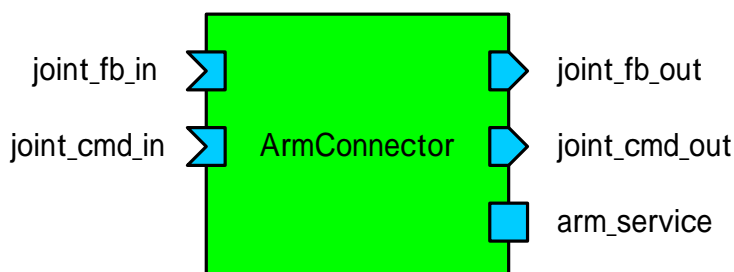 joint_fb_in
joint_fb_out
joint_cmd_in
ArmConnector
joint_cmd_out
arm_service